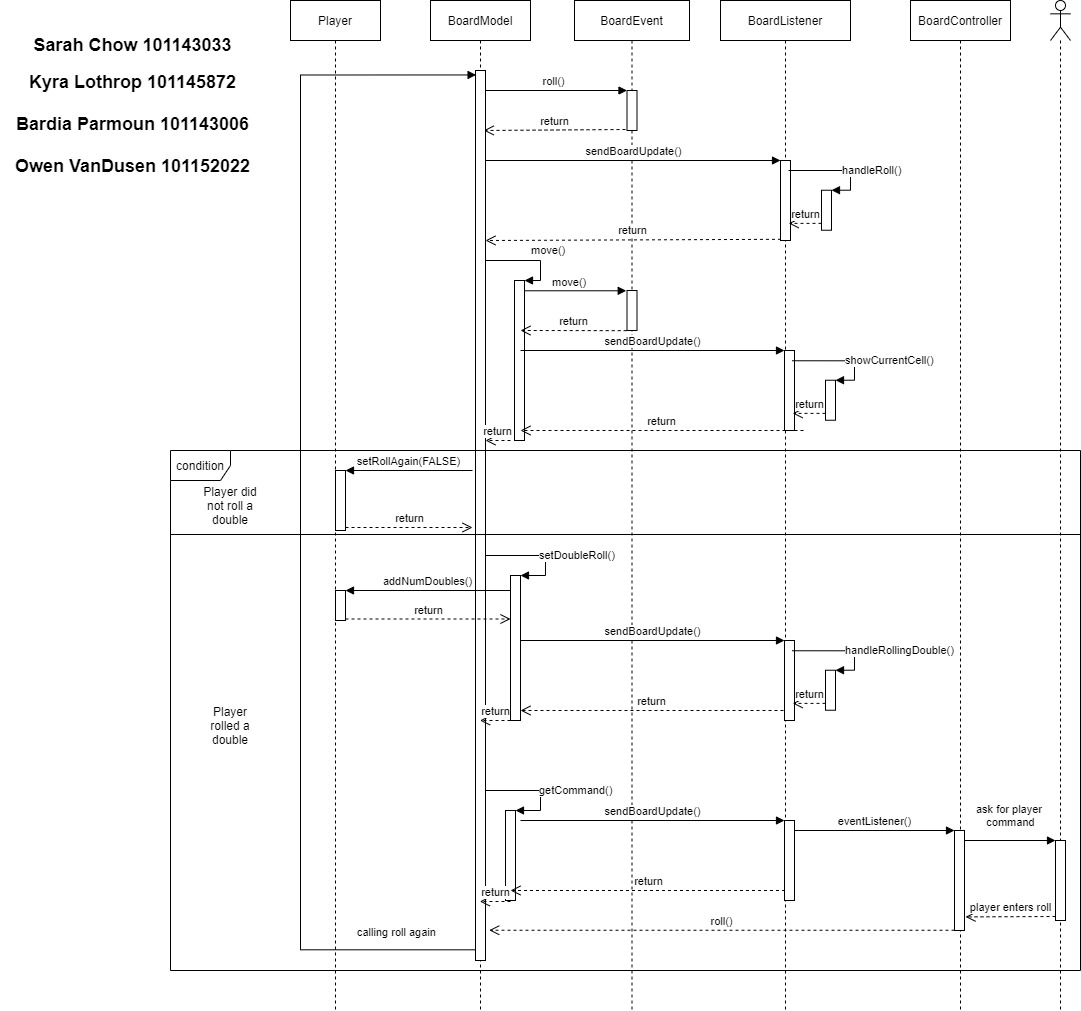 Player
BoardModel
BoardEvent
BoardListener
BoardController
Sarah Chow 101143033
Kyra Lothrop 101145872
Bardia Parmoun 101143006
Owen VanDusen 101152022
roll()
return
sendBoardUpdate()
handleRoll()
return
return
move()
move()
return
sendBoardUpdate()
showCurrentCell()
return
return
return
condition
setRollAgain(FALSE)
Player did
not roll a
double
return
setDoubleRoll()
addNumDoubles()
return
sendBoardUpdate()
handleRollingDouble()
return
return
return
Player
rolled a
double
getCommand()
sendBoardUpdate()
eventListener()
ask for player
command
return
return
player enters roll
roll()
calling roll again